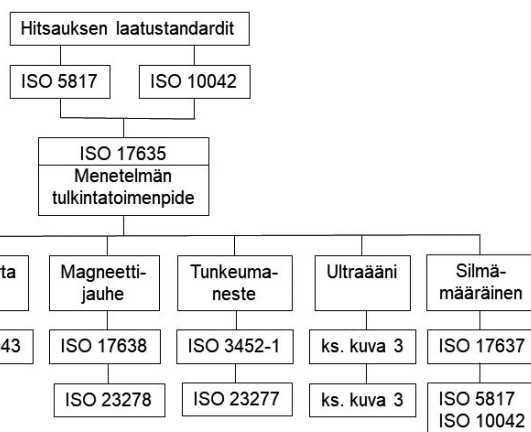 Hitsauksen laatustandardit
ISO 5817
ISO 10042
ISO 17635
Menetelmän
tulkintatoimenpide
Magneetti-
jauhe
Tunkeuma-
neste
Ultraääni
Silmä-
määräinen
ISO 17638
ISO 3452-1
ks. kuva 3
ISO 17637
ISO 23278
ISO 23277
ks. kuva 3
ISO 5817
ISO 10042